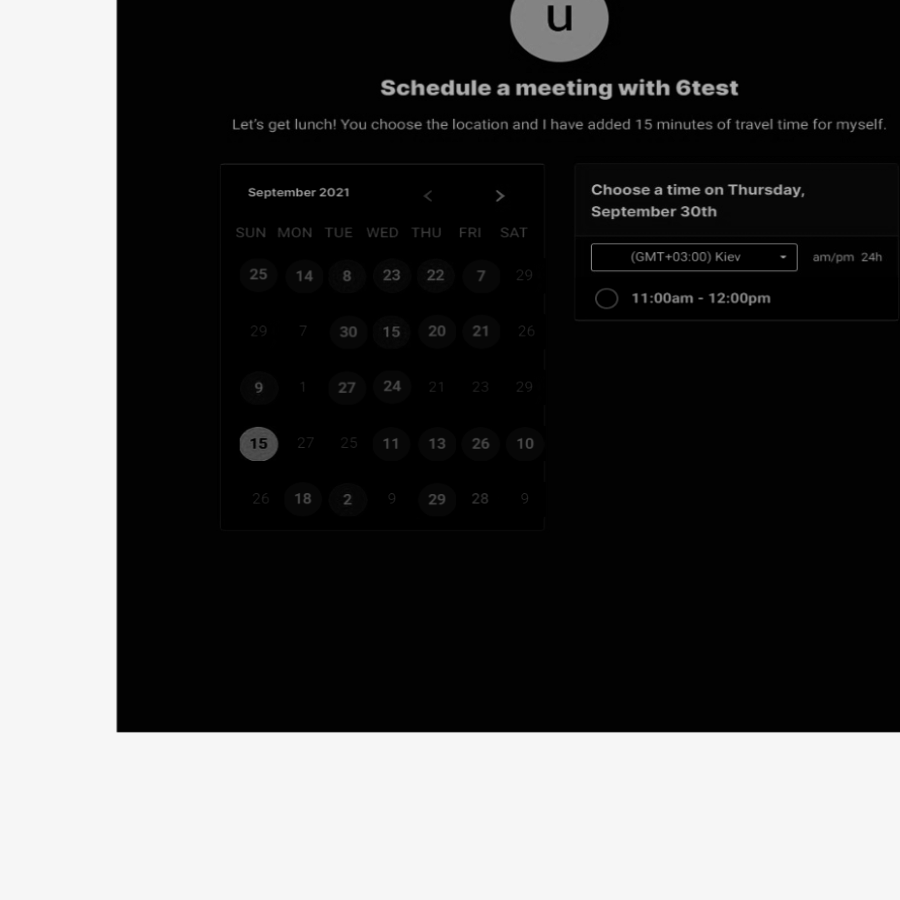 u
Schedule a meeting with 6test
Let's get lunch! You choose the location and I have added 15 minutes of travel time for myself.
September 2021 < >
SUN MON TUE WED THU FRI SAT
25 14 8 23 22 7 29
29 7 30 15 20 21 26
9 1 27 24 21 23 29
15 27 25 11 13 26 10
26 18 2 9 29 28 9
Choose a time on Thursday,
September 30th
(GMT+03:00) Kiev am/pm 24h
11:00am - 12:00pm